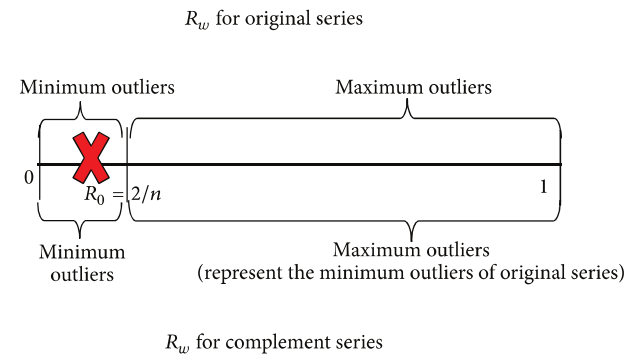 R_w for original series
Minimum outliers
Maximum outliers
0
R_0 = 2/n
1
Minimum
outliers
Maximum outliers
(represent the minimum outliers of original series)
R_w for complement series